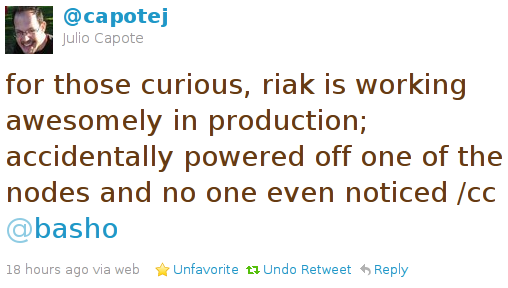 @capotej
Julio Capote
for those curious, riak is working
awesomely in production;
accidentally powered off one of the
nodes and no one even noticed /cc
@basho
18 hours ago via web Unfavorite Undo Retweet Reply